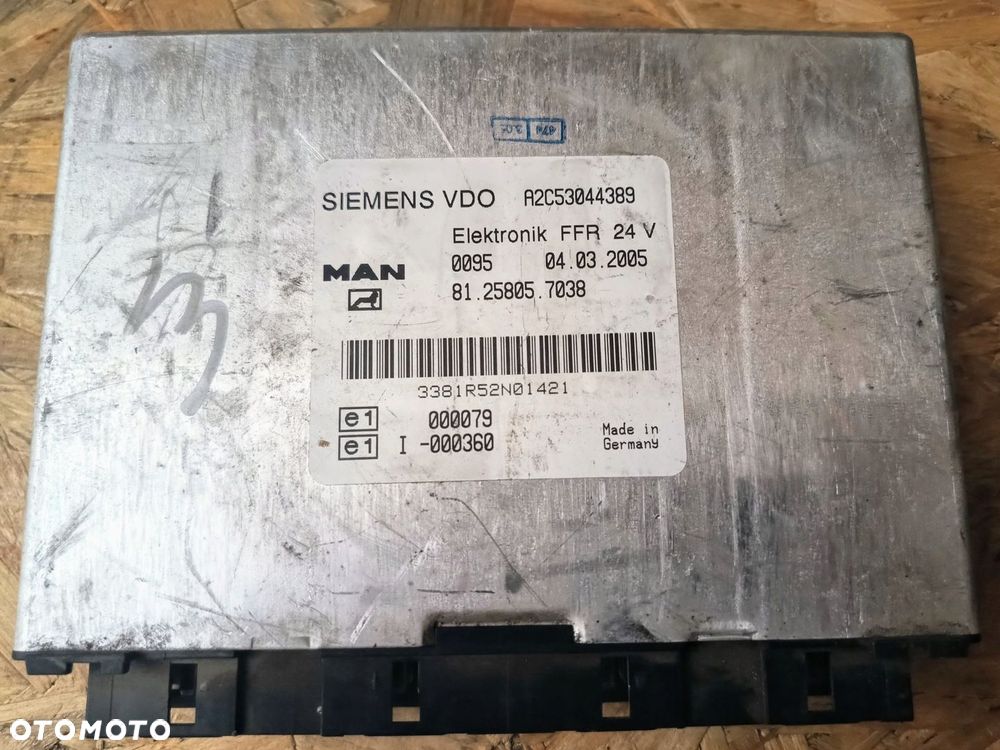 SIEMENS VDO A2C53044389
Elektronik FFR 24 V
MAN 0095 04.03.2005
81.25805.7038
3381R52N01421
e1 000079
e1 I -000360
Made in
Germany
OTOMOTO